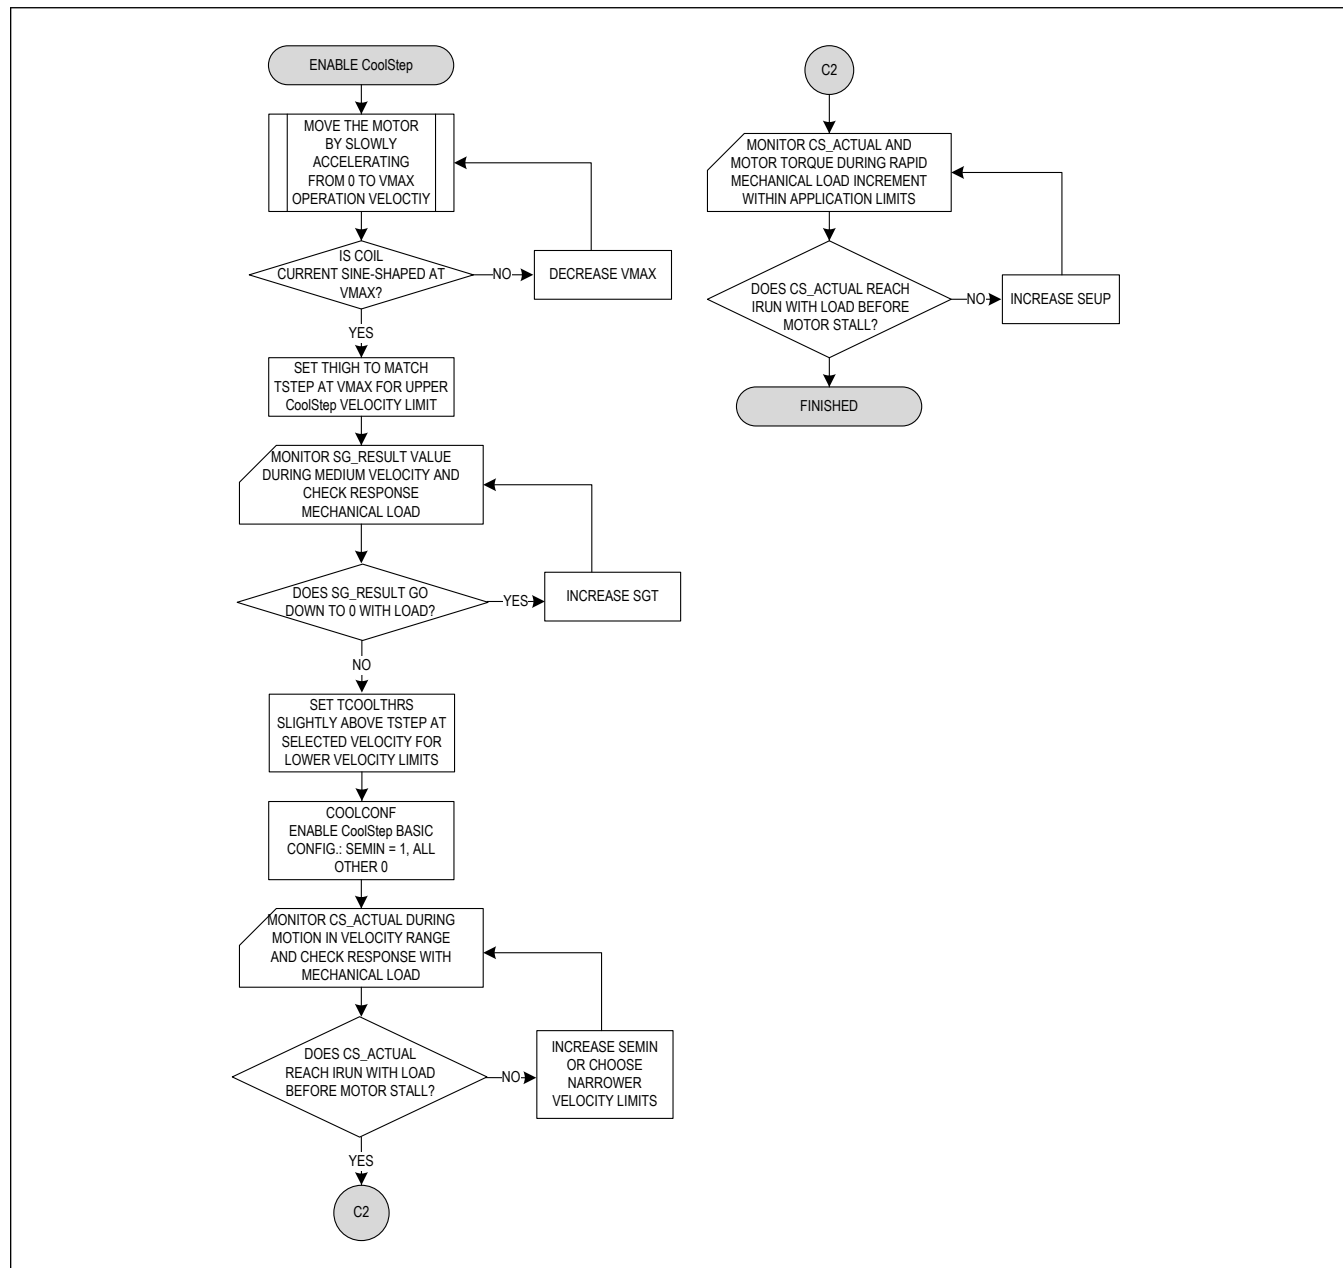 ENABLE CoolStep
MOVE THE MOTOR
BY SLOWLY
ACCELERATING
FROM 0 TO VMAX
OPERATION VELOCTIY
IS COIL
CURRENT SINE-SHAPED AT
VMAX?
NO
DECREASE VMAX
YES
SET THIGH TO MATCH
TSTEP AT VMAX FOR UPPER
CoolStep VELOCITY LIMIT
MONITOR SG_RESULT VALUE
DURING MEDIUM VELOCITY AND
CHECK RESPONSE
MECHANICAL LOAD
DOES SG_RESULT GO
DOWN TO 0 WITH LOAD?
YES
INCREASE SGT
NO
SET TCOOLTHRS
SLIGHTLY ABOVE TSTEP AT
SELECTED VELOCITY FOR
LOWER VELOCITY LIMITS
COOLCONF
ENABLE CoolStep BASIC
CONFIG.: SEMIN = 1, ALL
OTHER 0
MONITOR CS_ACTUAL DURING
MOTION IN VELOCITY RANGE
AND CHECK RESPONSE WITH
MECHANICAL LOAD
DOES CS_ACTUAL
REACH IRUN WITH LOAD
BEFORE MOTOR STALL?
NO
INCREASE SEMIN
OR CHOOSE
NARROWER
VELOCITY LIMITS
YES
C2
C2
MONITOR CS_ACTUAL AND
MOTOR TORQUE DURING RAPID
MECHANICAL LOAD INCREMENT
WITHIN APPLICATION LIMITS
DOES CS_ACTUAL REACH
IRUN WITH LOAD BEFORE
MOTOR STALL?
NO
INCREASE SEUP
FINISHED